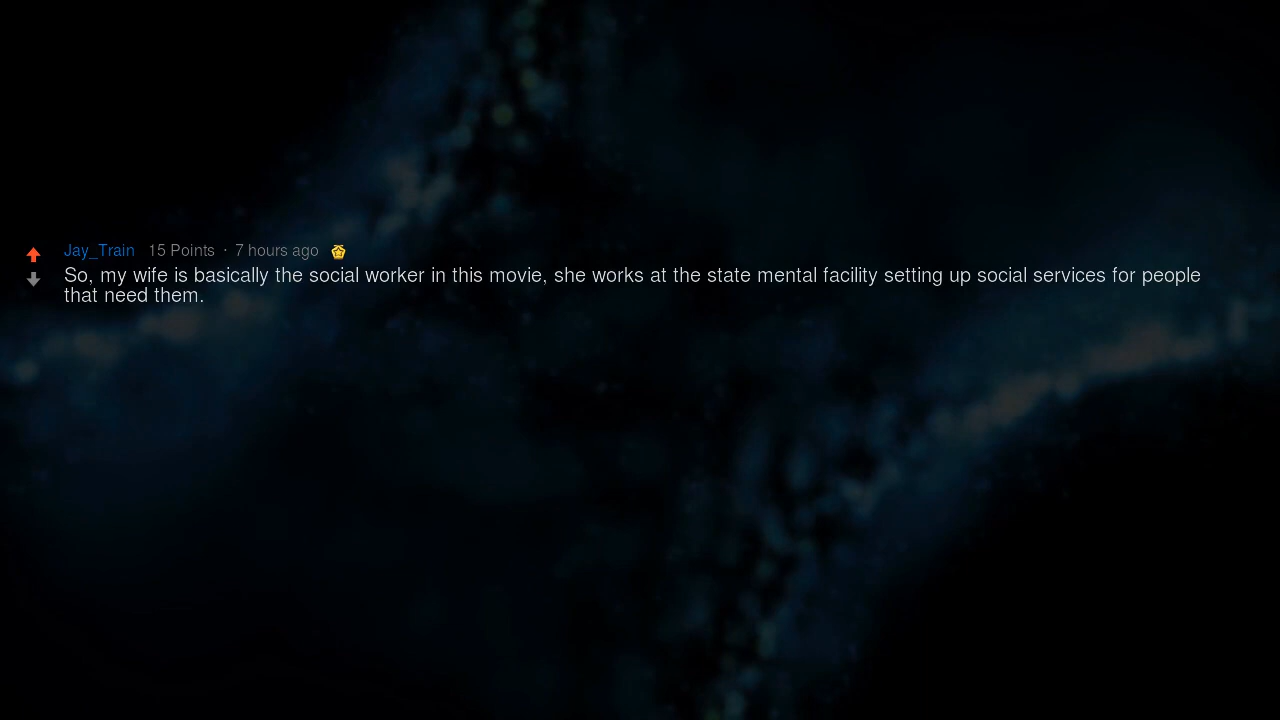 Jay_Train 15 Points · 7 hours ago
So, my wife is basically the social worker in this movie, she works at the state mental facility setting up social services for people
that need them.